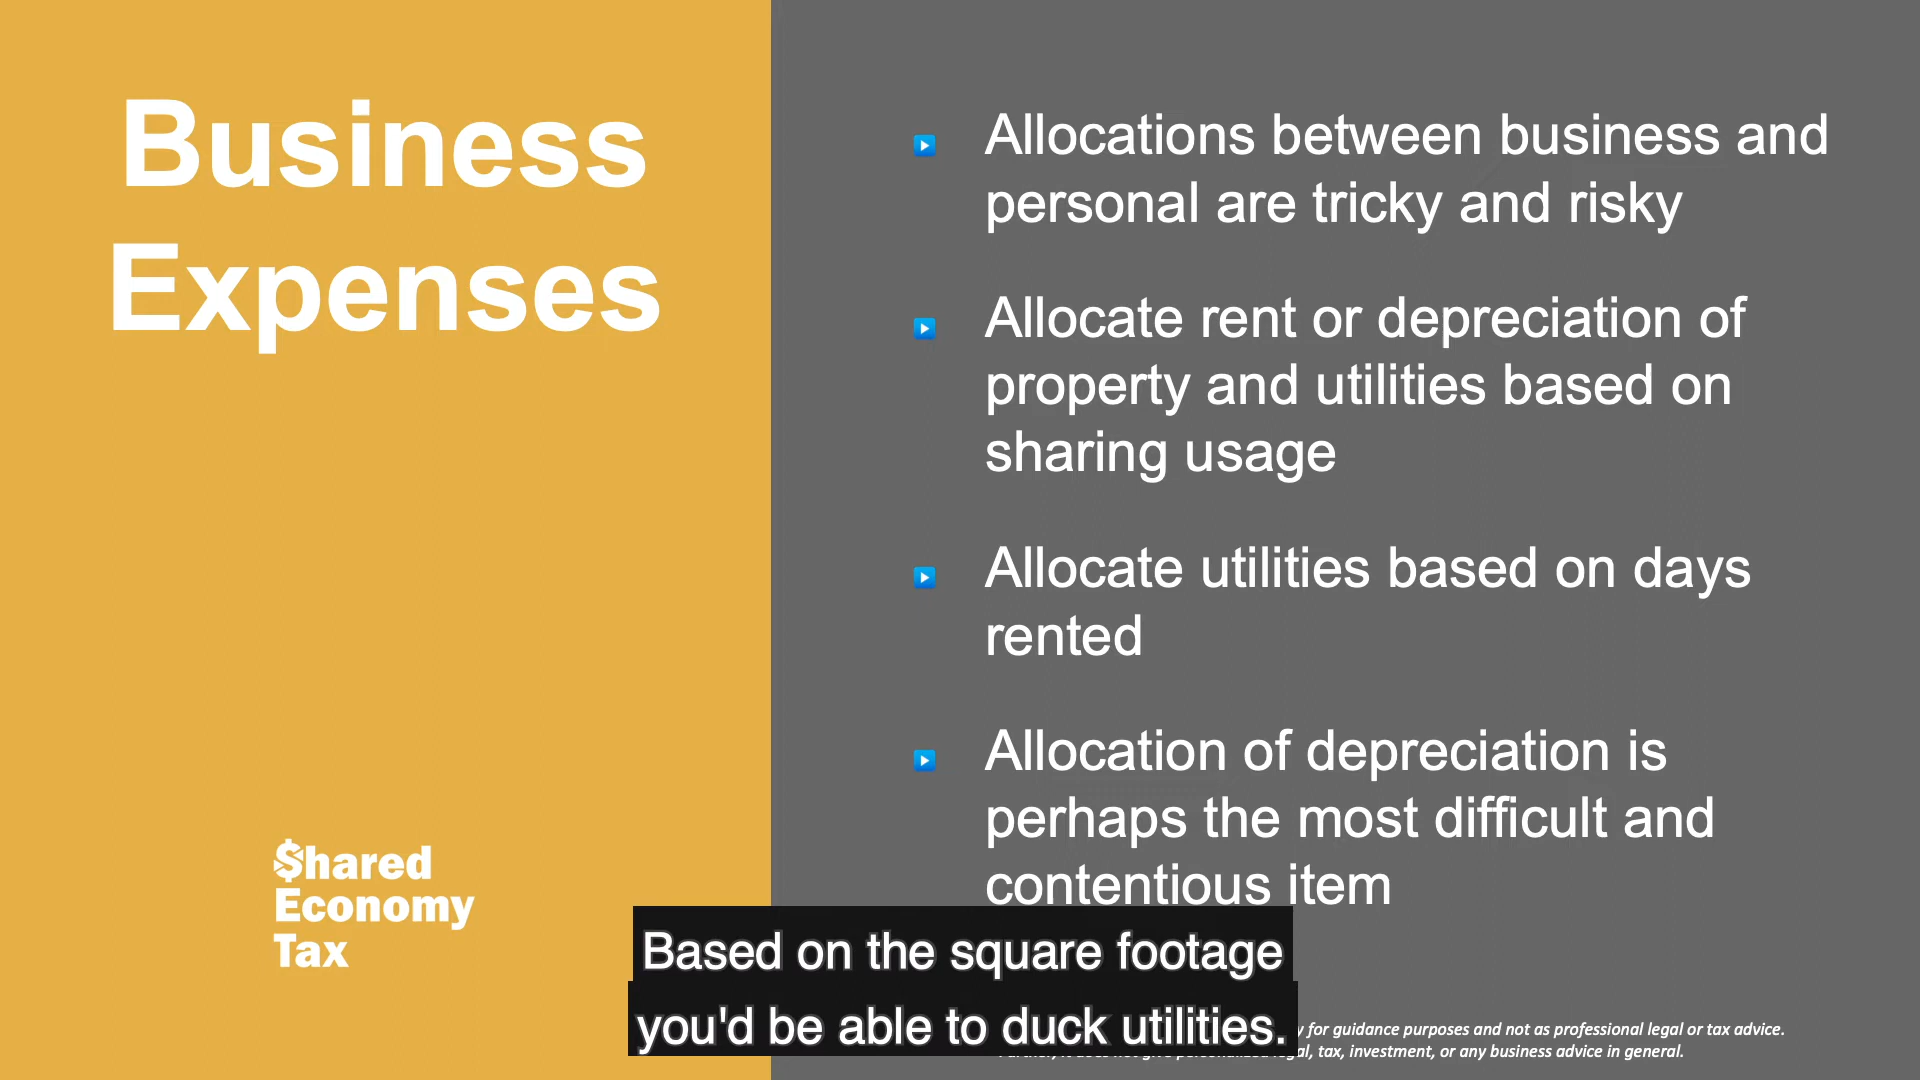 Business
Expenses
Allocations between business and
personal are tricky and risky
Allocate rent or depreciation of
property and utilities based on
sharing usage
Allocate utilities based on days
rented
Allocation of depreciation is
perhaps the most difficult and
contentious item
$hared
Economy
Tax
Based on the square footage
you'd be able to duck utilities.
for guidance purposes and not as professional legal or tax advice.
tax, investment, or any business advice in general.